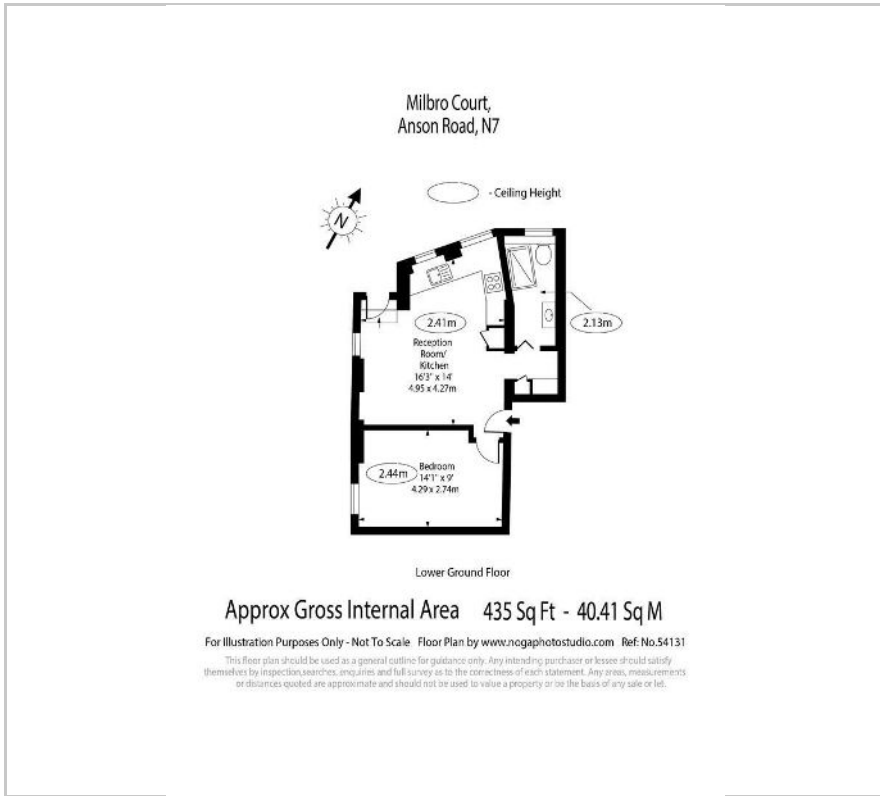 Milbro Court,
Anson Road, N7
- Ceiling Height
N
2.41m
2.13m
Reception
Room/
Kitchen
16'3" x 14'
4.95 x 4.27m
2.44m
Bedroom
14'1" x 9'
4.29 x 2.74m
Lower Ground Floor
Approx Gross Internal Area 435 Sq Ft - 40.41 Sq M
For Illustration Purposes Only - Not To Scale Floor Plan by www.nogaphotostudio.com Ref: No.54131
This floor plan should be used as a general outline for guidance only. Any intending purchaser or lessee should satisfy
themselves by inspection,searches, enquiries and full survey as to the correctness of each statement. Any areas, measurements
or distances quoted are approximate and should not be used to value a property or be the basis of any sale or let.